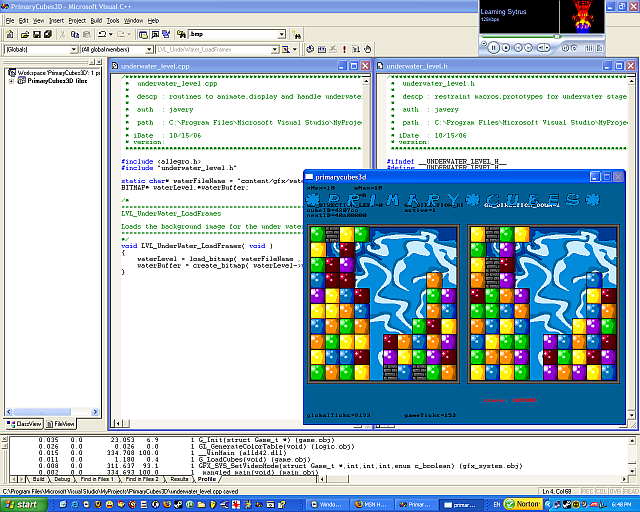 PrimaryCubes3D - Microsoft Visual C++
File Edit View Insert Project Build Tools Window Help
.bmp
(Globals) (All global members) LVL_UnderWater_LoadFrames
Learning Sytrus
128kbps
Workspace 'PrimaryCubes3D': 1 pr
PrimaryCubes3D files
ClassView FileView
underwater_level.cpp
* underwater_level.cpp
* descp : routines to animate,display and handle underwater
* auth : javery
* path : C:\Program Files\Microsoft Visual Studio\MyProjec
* iDate : 10/15/06
* version:
#include <allegro.h>
#include "underwater_level.h"
static char* waterFileName = "content/gfx/wate
BITMAP* waterLevel,*waterBuffer;
/*
LVL_UnderWater_LoadFrames
Loads the background image for the under wate
*/
void LVL_UnderWater_LoadFrames( void )
{
waterLevel = load_bitmap( waterFileName ,
waterBuffer = create_bitmap( waterLevel->w
}
underwater_level.h
* underwater_level.h
* descp : restraint macros,prototypes for underwater stage
* auth : javery
* path : C:\Program Files\Microsoft Visual Studio\MyProje
* iDate : 10/15/06
* version:
#ifndef __UNDERWATER_LEVEL_H__
#define __UNDERWATER_LEVEL_H__
primarycubes3d
PRIMARY CUBES
active=1
globalTicks=9193 gameTicks=153
0.035 0.0 23.053 6.9 1 G_Init(struct Game_t *) (game.obj)
0.026 0.0 0.026 0.0 1 GL_GenerateColorTable(void) (logic.obj)
0.015 0.0 334.708 100.0 1 __WinMain (alld42.dll)
0.011 0.0 1.180 0.4 1 G_LoadCubes(void) (game.obj)
0.008 0.0 311.637 93.1 1 GFX_SYS_SetVideoMode(struct Game_t *,int,int,int,enum c_boolean) (gfx_system.obj)
0.002 0.0 334.693 100.0 1 _mangled_main(void) (main.obj)
Build Debug Find in Files 1 Find in Files 2 Results Profile
C:\Program Files\Microsoft Visual Studio\MyProjects\PrimaryCubes3D\underwater_level.cpp saved
Ln 4, Col 68 REC COL OVR READ
start
Windo... MSN H... Primar... primar...
EN Norton 6:48 PM